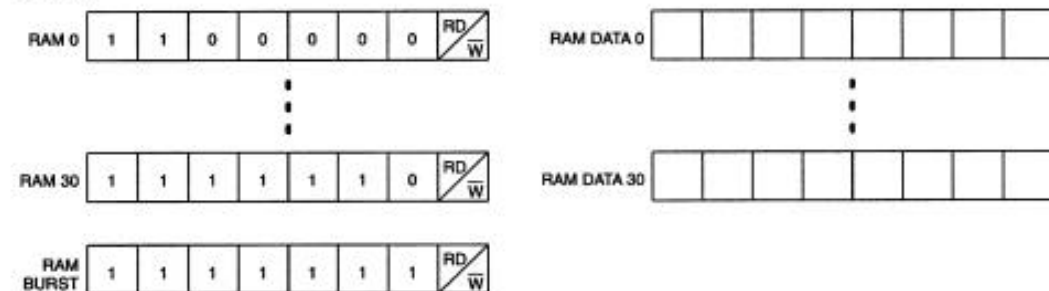 RAM 0 1 1 0 0 0 0 0 RD/W̅ RAM DATA 0
RAM 30 1 1 1 1 1 1 0 RD/W̅ RAM DATA 30
RAM BURST 1 1 1 1 1 1 1 RD/W̅